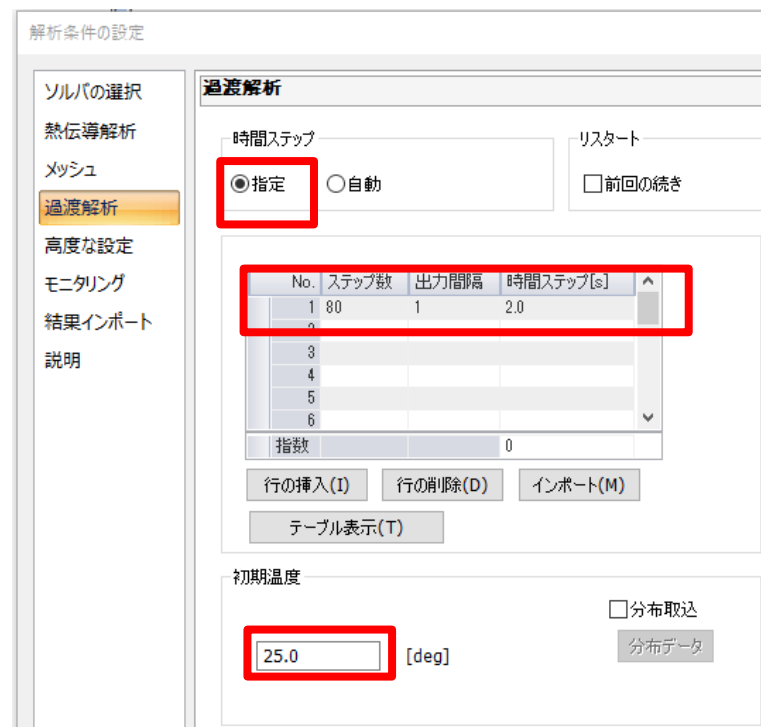 解析条件の設定
ソルバの選択
熱伝導解析
メッシュ
過渡解析
高度な設定
モニタリング
結果インポート
説明
過渡解析
時間ステップ
指定 自動
リスタート
前回の続き
No. ステップ数 出力間隔 時間ステップ[s]
1 80 1 2.0
3
4
5
6
指数 0
行の挿入(I) 行の削除(D) インポート(M)
テーブル表示(T)
初期温度
分布取込
分布データ
25.0 [deg]